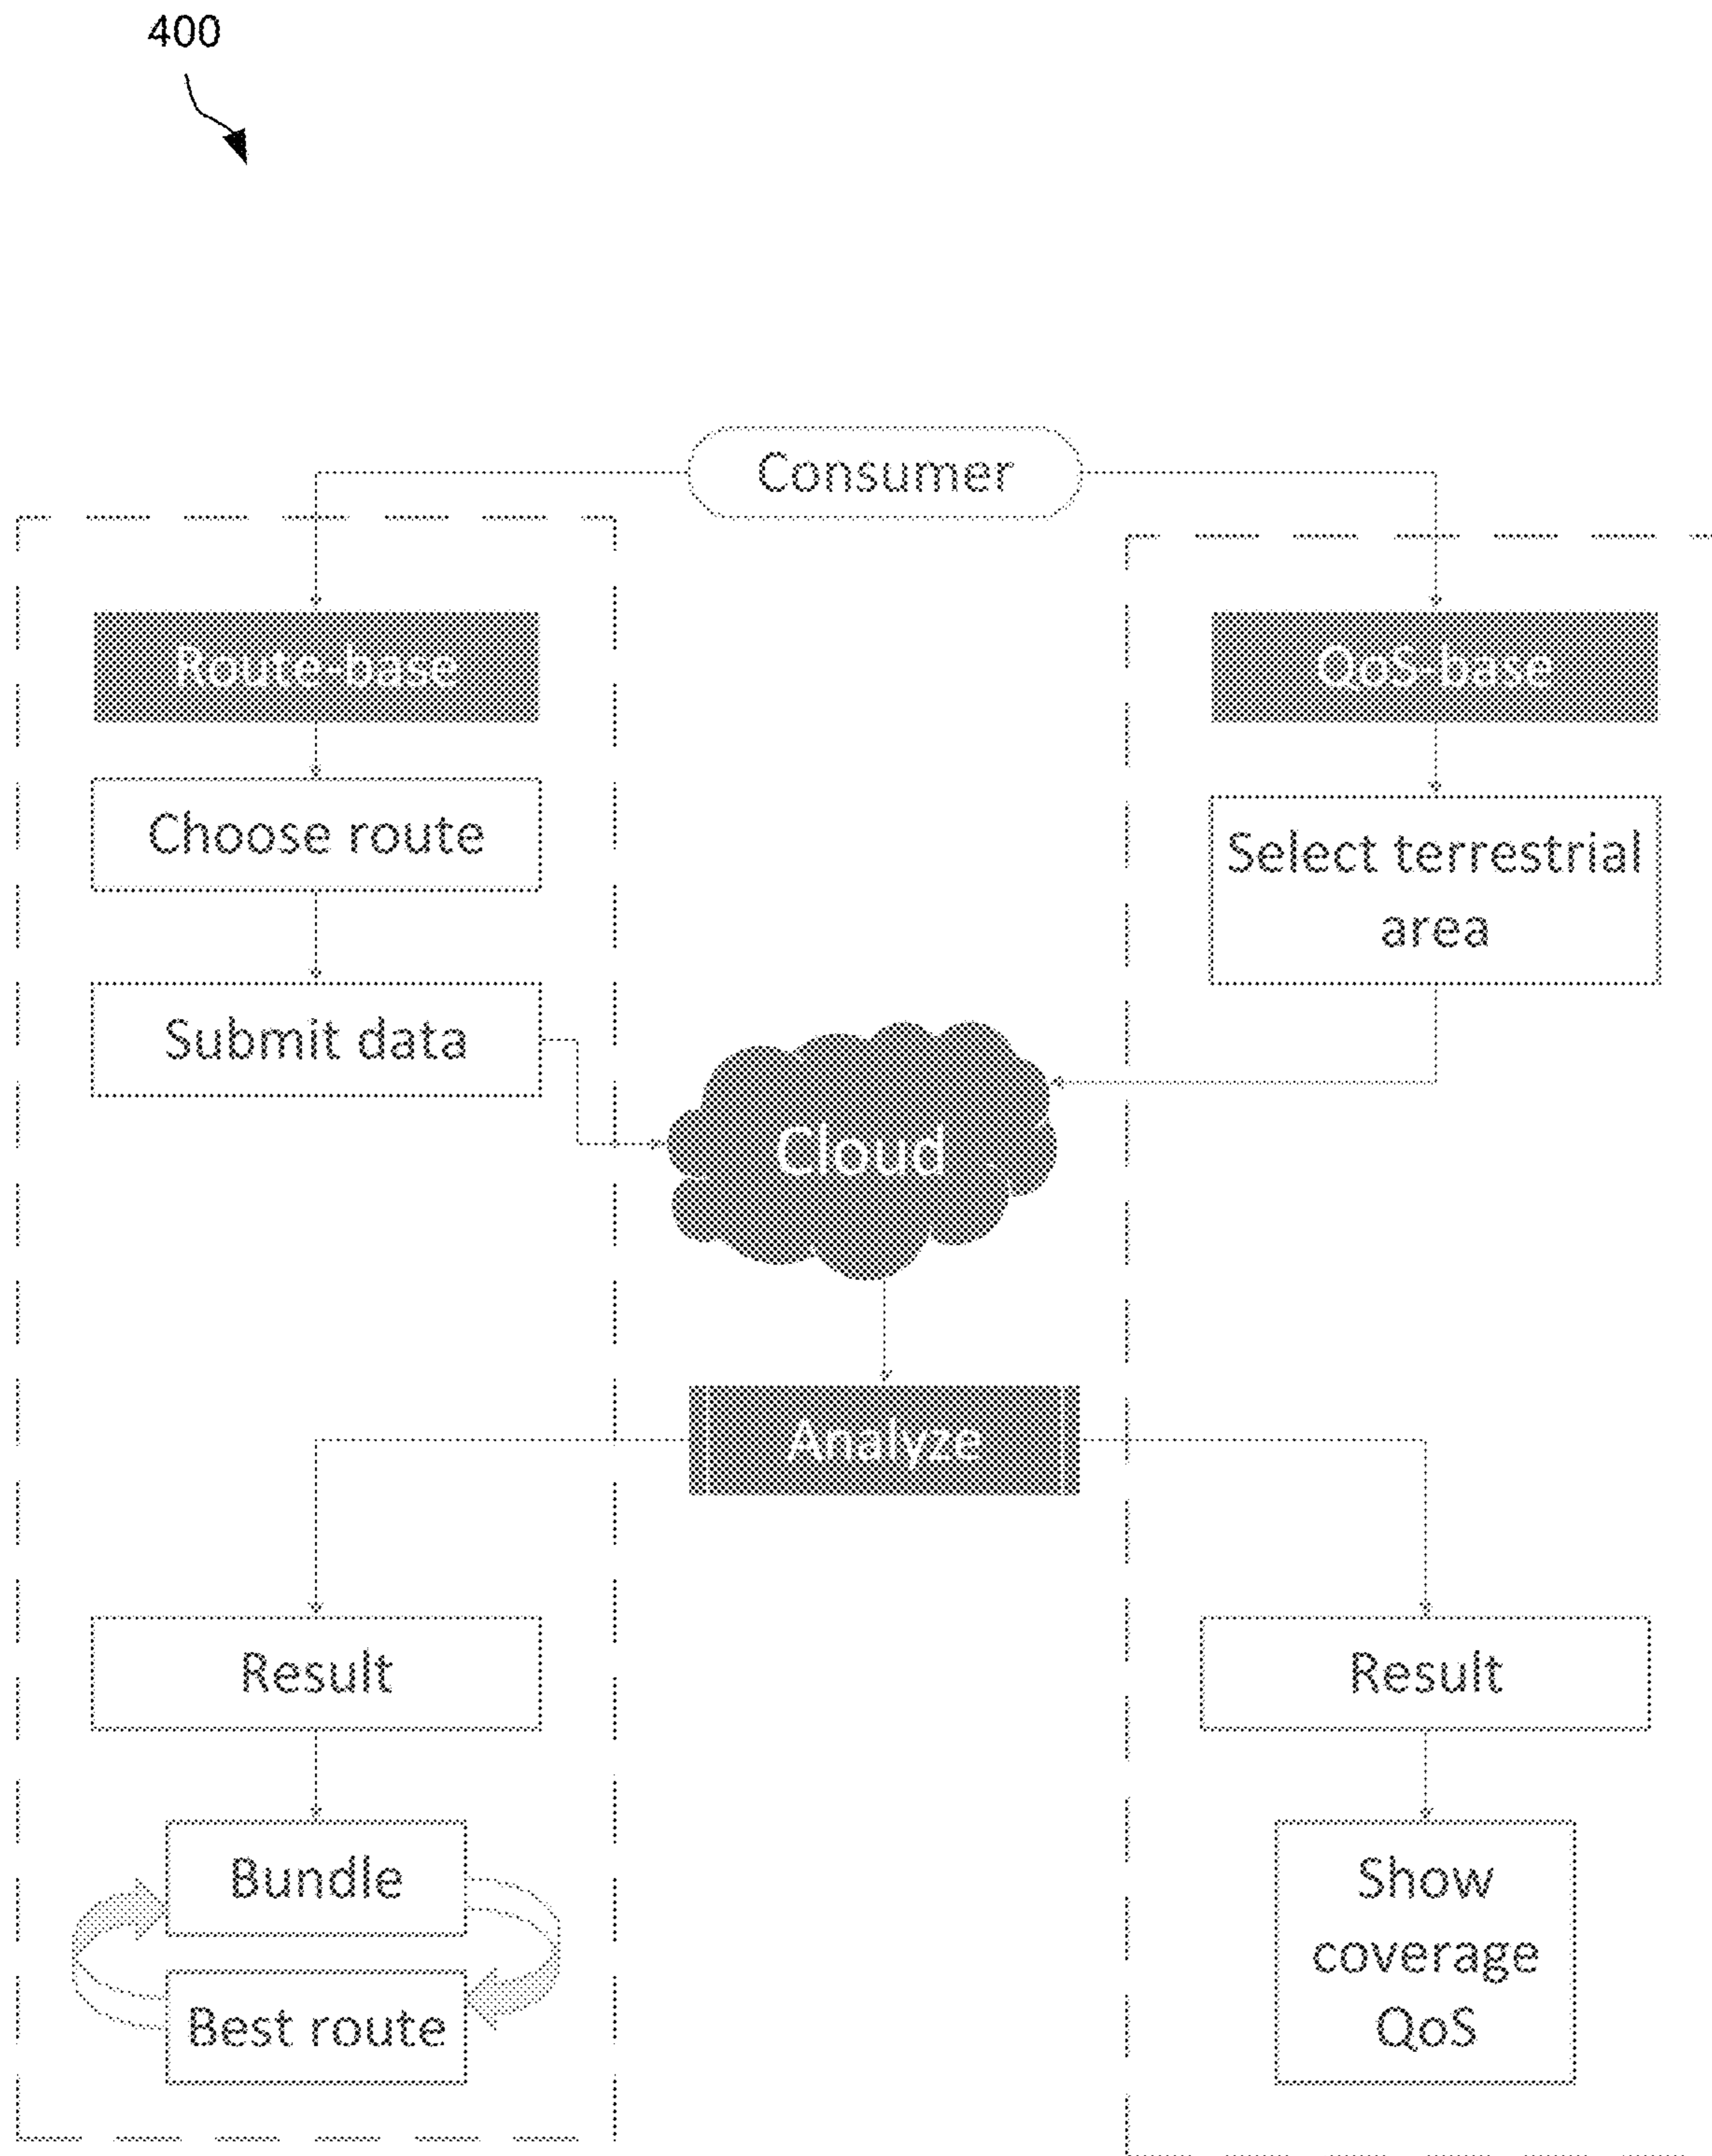 400
Consumer
Route-base
QoS-base
Choose route
Select terrestrial
area
Submit data
Cloud
Analyze
Result
Result
Bundle
Best route
Show
coverage
QoS